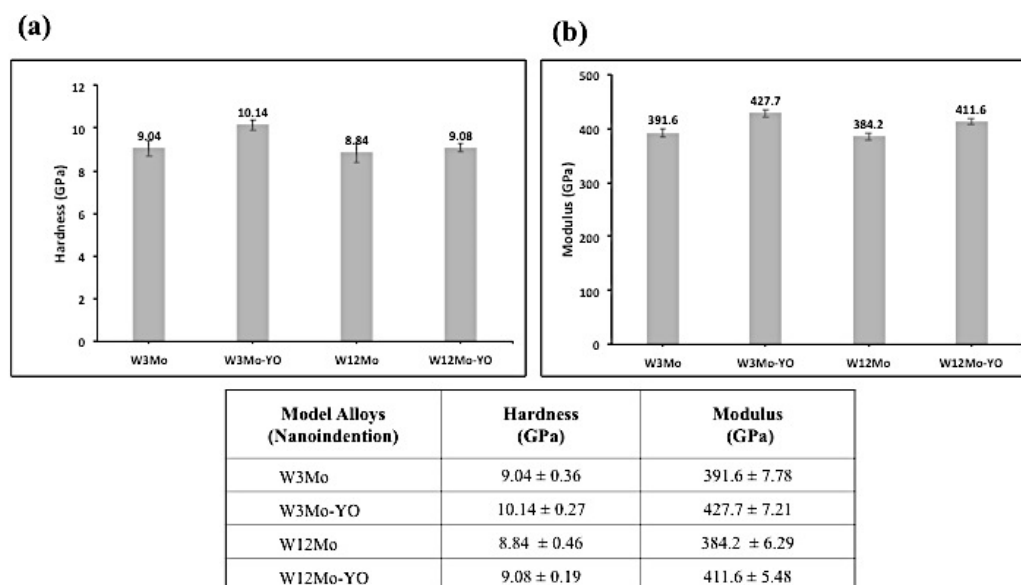 (a)
Hardness (GPa)
12
10
8
6
4
2
0
9.04
10.14
8.84
9.08
W3Mo
W3Mo-YO
W12Mo
W12Mo-YO
(b)
Modulus (GPa)
500
400
300
200
100
0
391.6
427.7
384.2
411.6
W3Mo
W3Mo-YO
W12Mo
W12Mo-YO
Model Alloys Hardness Modulus
(Nanoindention) (GPa) (GPa)
W3Mo 9.04 ± 0.36 391.6 ± 7.78
W3Mo-YO 10.14 ± 0.27 427.7 ± 7.21
W12Mo 8.84 ± 0.46 384.2 ± 6.29
W12Mo-YO 9.08 ± 0.19 411.6 ± 5.48